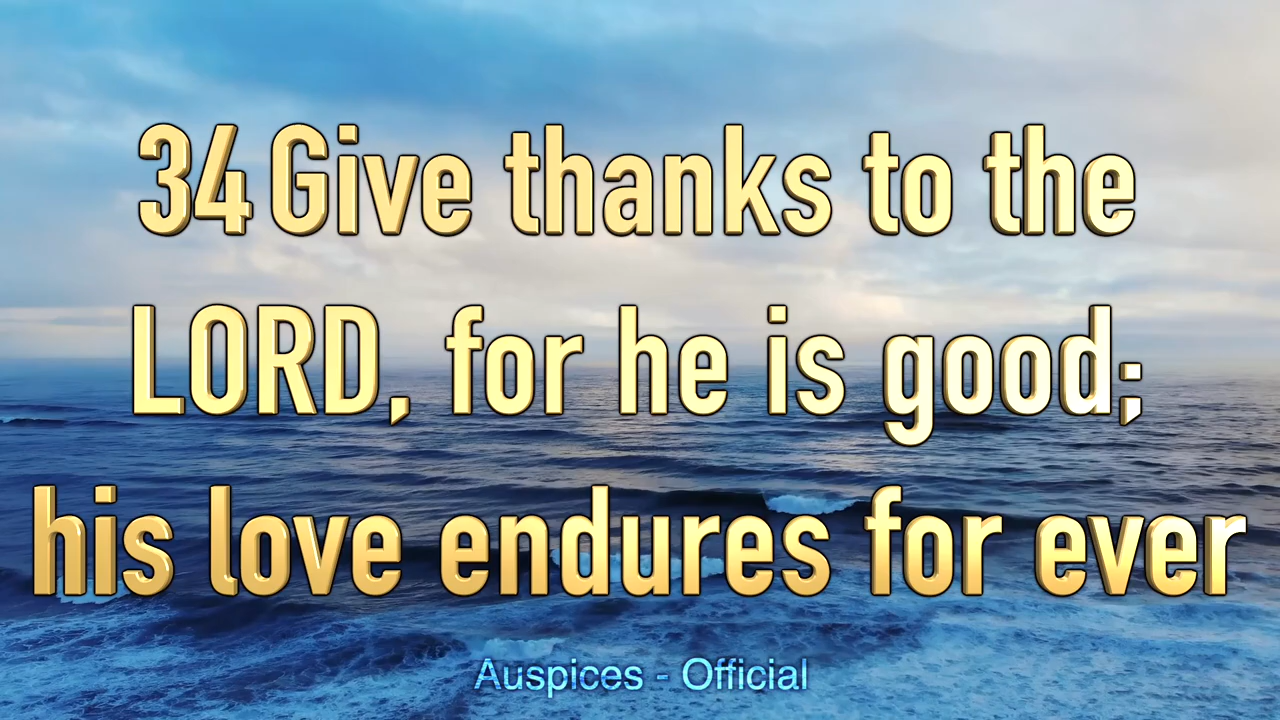 34 Give thanks to the
LORD, for he is good;
his love endures for ever
Auspices - Official